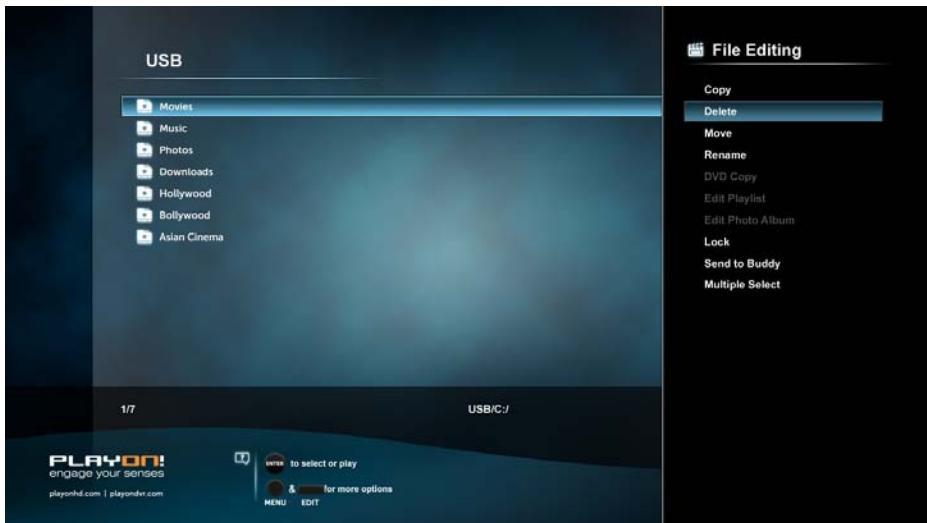 USB
Movies
Music
Photos
Downloads
Hollywood
Bollywood
Asian Cinema
1/7
USB/C:/
PLAYON!
engage your senses
playonhd.com | playondvr.com
ENTER to select or play
& for more options
MENU EDIT
File Editing
Copy
Delete
Move
Rename
DVD Copy
Edit Playlist
Edit Photo Album
Lock
Send to Buddy
Multiple Select